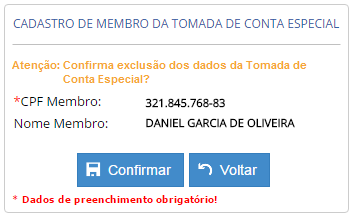 CADASTRO DE MEMBRO DA TOMADA DE CONTA ESPECIAL
Atenção: Confirma exclusão dos dados da Tomada de
Conta Especial?
*CPF Membro: 321.845.768-83
Nome Membro: DANIEL GARCIA DE OLIVEIRA
Confirmar Voltar
* Dados de preenchimento obrigatório!